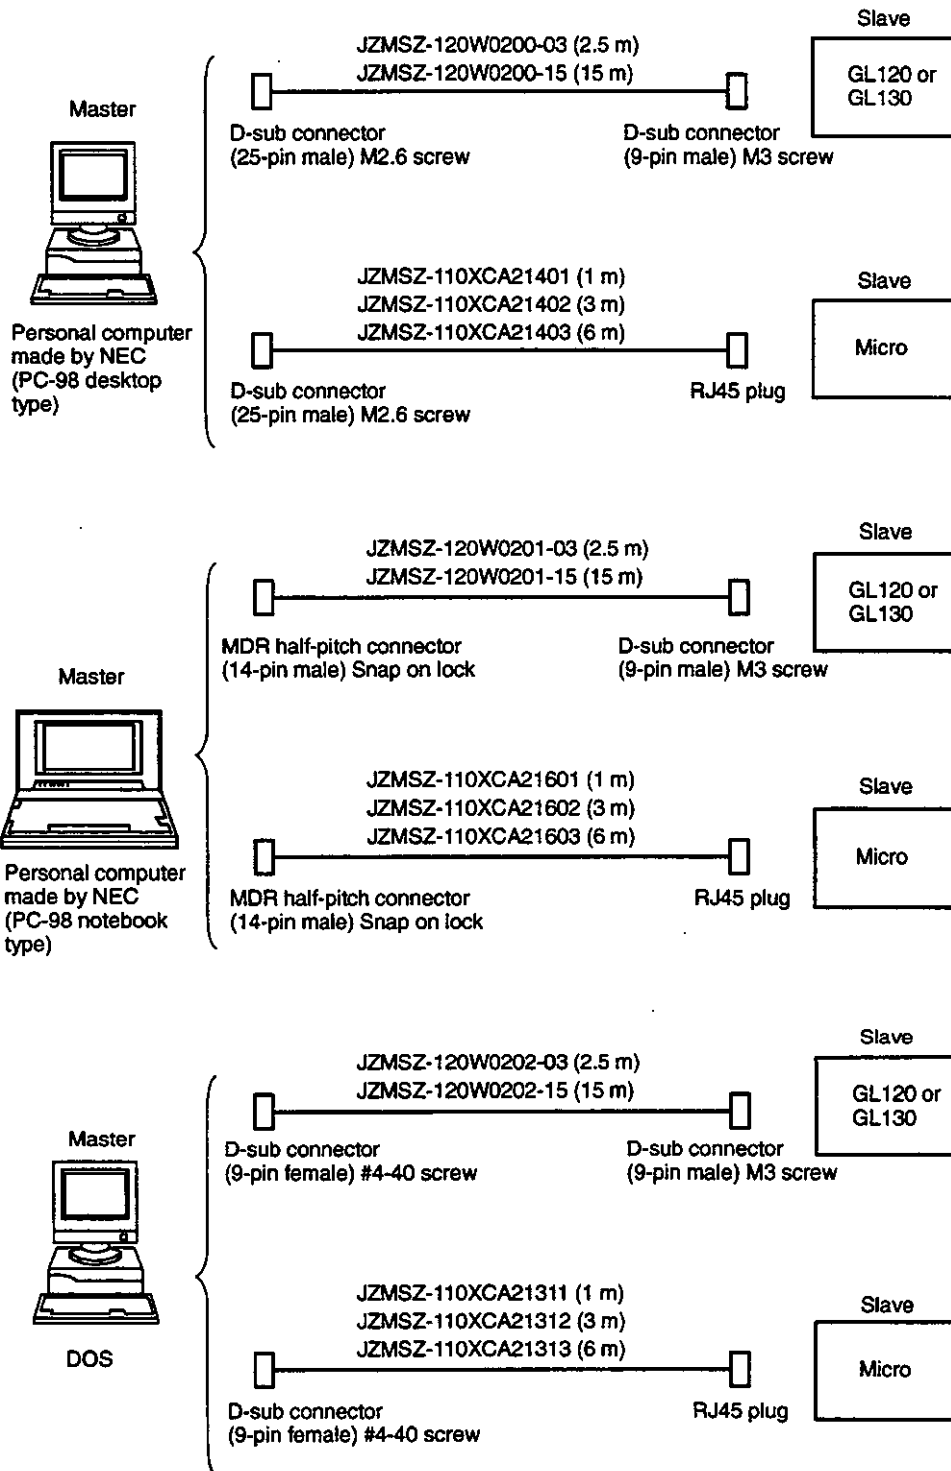 Slave
JZMSZ-120W0200-03 (2.5 m)
JZMSZ-120W0200-15 (15 m)
GL120 or
GL130
Master
D-sub connector
(25-pin male) M2.6 screw
D-sub connector
(9-pin male) M3 screw
JZMSZ-110XCA21401 (1 m)
JZMSZ-110XCA21402 (3 m)
JZMSZ-110XCA21403 (6 m)
Slave
Micro
Personal computer
made by NEC
(PC-98 desktop
type)
D-sub connector
(25-pin male) M2.6 screw
RJ45 plug
Slave
JZMSZ-120W0201-03 (2.5 m)
JZMSZ-120W0201-15 (15 m)
GL120 or
GL130
MDR half-pitch connector
(14-pin male) Snap on lock
D-sub connector
(9-pin male) M3 screw
Master
JZMSZ-110XCA21601 (1 m)
JZMSZ-110XCA21602 (3 m)
JZMSZ-110XCA21603 (6 m)
Slave
Micro
Personal computer
made by NEC
(PC-98 notebook
type)
MDR half-pitch connector
(14-pin male) Snap on lock
RJ45 plug
Slave
JZMSZ-120W0202-03 (2.5 m)
JZMSZ-120W0202-15 (15 m)
GL120 or
GL130
Master
D-sub connector
(9-pin female) #4-40 screw
D-sub connector
(9-pin male) M3 screw
JZMSZ-110XCA21311 (1 m)
JZMSZ-110XCA21312 (3 m)
JZMSZ-110XCA21313 (6 m)
Slave
Micro
DOS
D-sub connector
(9-pin female) #4-40 screw
RJ45 plug